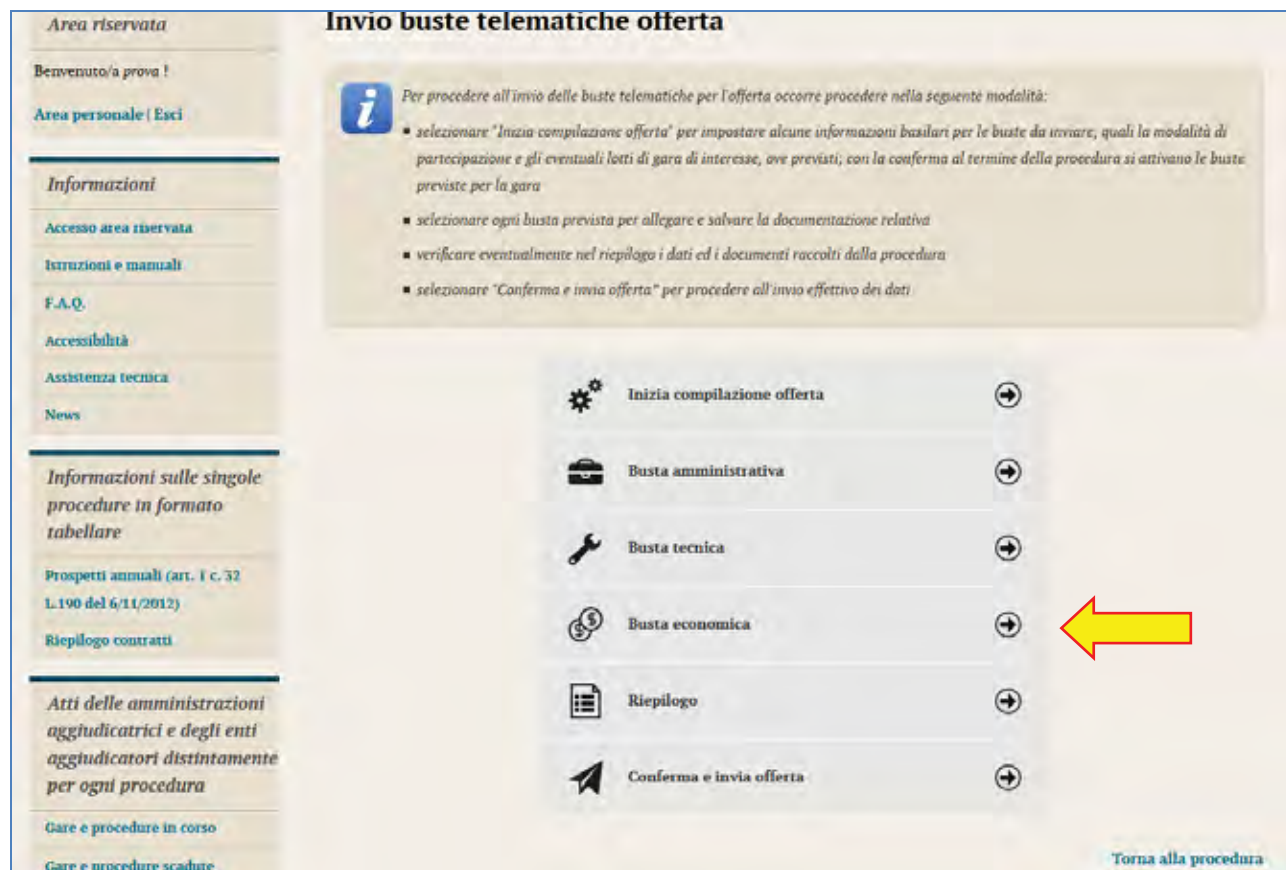 Area riservata
Benvenuto/a prova !
Area personale | Esci
Informazioni
Accesso area riservata
Istruzioni e manuali
F.A.Q.
Accessibilità
Assistenza tecnica
News
Informazioni sulle singole
procedure in formato
tabellare
Prospetti annuali (art. 1 c. 32
L.190 del 6/11/2012)
Riepilogo contratti
Atti delle amministrazioni
aggiudicatrici e degli enti
aggiudicatori distintamente
per ogni procedura
Gare e procedure in corso
Gare e procedure scadute
Invio buste telematiche offerta
Per procedere all'invio delle buste telematiche per l'offerta occorre procedere nella seguente modalità:
▪ selezionare "Inizia compilazione offerta" per impostare alcune informazioni basilari per le buste da inviare, quali la modalità di
partecipazione e gli eventuali lotti di gara di interesse, ove previsti; con la conferma al termine della procedura si attivano le buste
previste per la gara
▪ selezionare ogni busta prevista per allegare e salvare la documentazione relativa
▪ verificare eventualmente nel riepilogo i dati ed i documenti raccolti dalla procedura
▪ selezionare "Conferma e invia offerta" per procedere all'invio effettivo dei dati
Inizia compilazione offerta
Busta amministrativa
Busta tecnica
Busta economica
Riepilogo
Conferma e invia offerta
Torna alla procedura